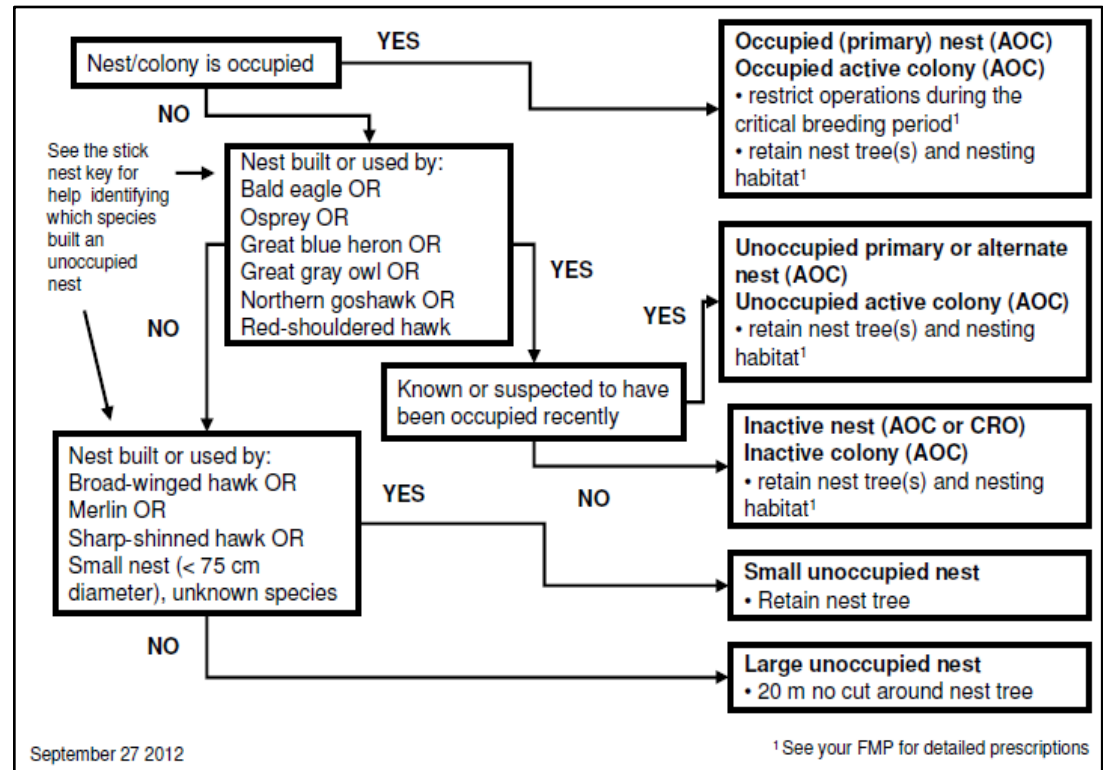 Nest/colony is occupied
YES
Occupied (primary) nest (AOC)
Occupied active colony (AOC)
• restrict operations during the
critical breeding period¹
• retain nest tree(s) and nesting
habitat¹
NO
See the stick
nest key for
help identifying
which species
built an
unoccupied
nest
Nest built or used by:
Bald eagle OR
Osprey OR
Great blue heron OR
Great gray owl OR
Northern goshawk OR
Red-shouldered hawk
YES
NO
Known or suspected to have
been occupied recently
YES
Unoccupied primary or alternate
nest (AOC)
Unoccupied active colony (AOC)
• retain nest tree(s) and nesting
habitat¹
NO
Inactive nest (AOC or CRO)
Inactive colony (AOC)
• retain nest tree(s) and nesting
habitat¹
Nest built or used by:
Broad-winged hawk OR
Merlin OR
Sharp-shinned hawk OR
Small nest (< 75 cm
diameter), unknown species
YES
Small unoccupied nest
• Retain nest tree
NO
Large unoccupied nest
• 20 m no cut around nest tree
September 27 2012
¹ See your FMP for detailed prescriptions